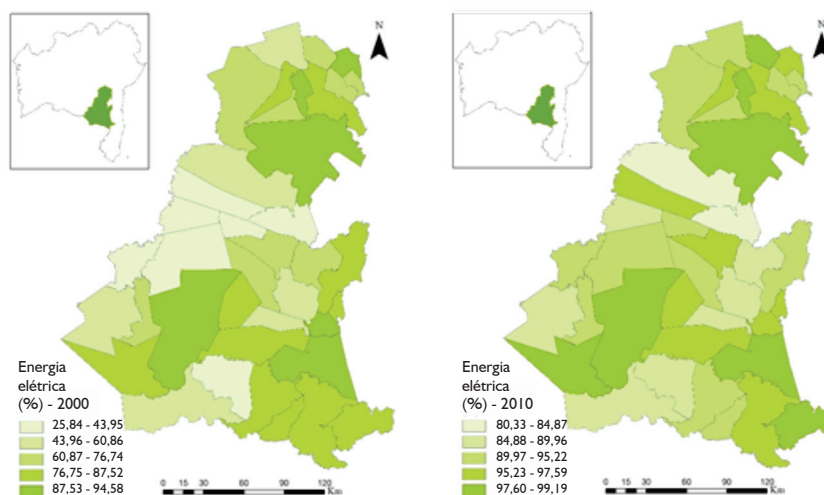 N
Energia
elétrica
(%) - 2000
25,84 - 43,95
43,96 - 60,86
60,87 - 76,74
76,75 - 87,52
87,53 - 94,58
0 15 30 60 90 120
Km
N
Energia
elétrica
(%) - 2010
80,33 - 84,87
84,88 - 89,96
89,97 - 95,22
95,23 - 97,59
97,60 - 99,19
0 15 30 60 90 120
Km